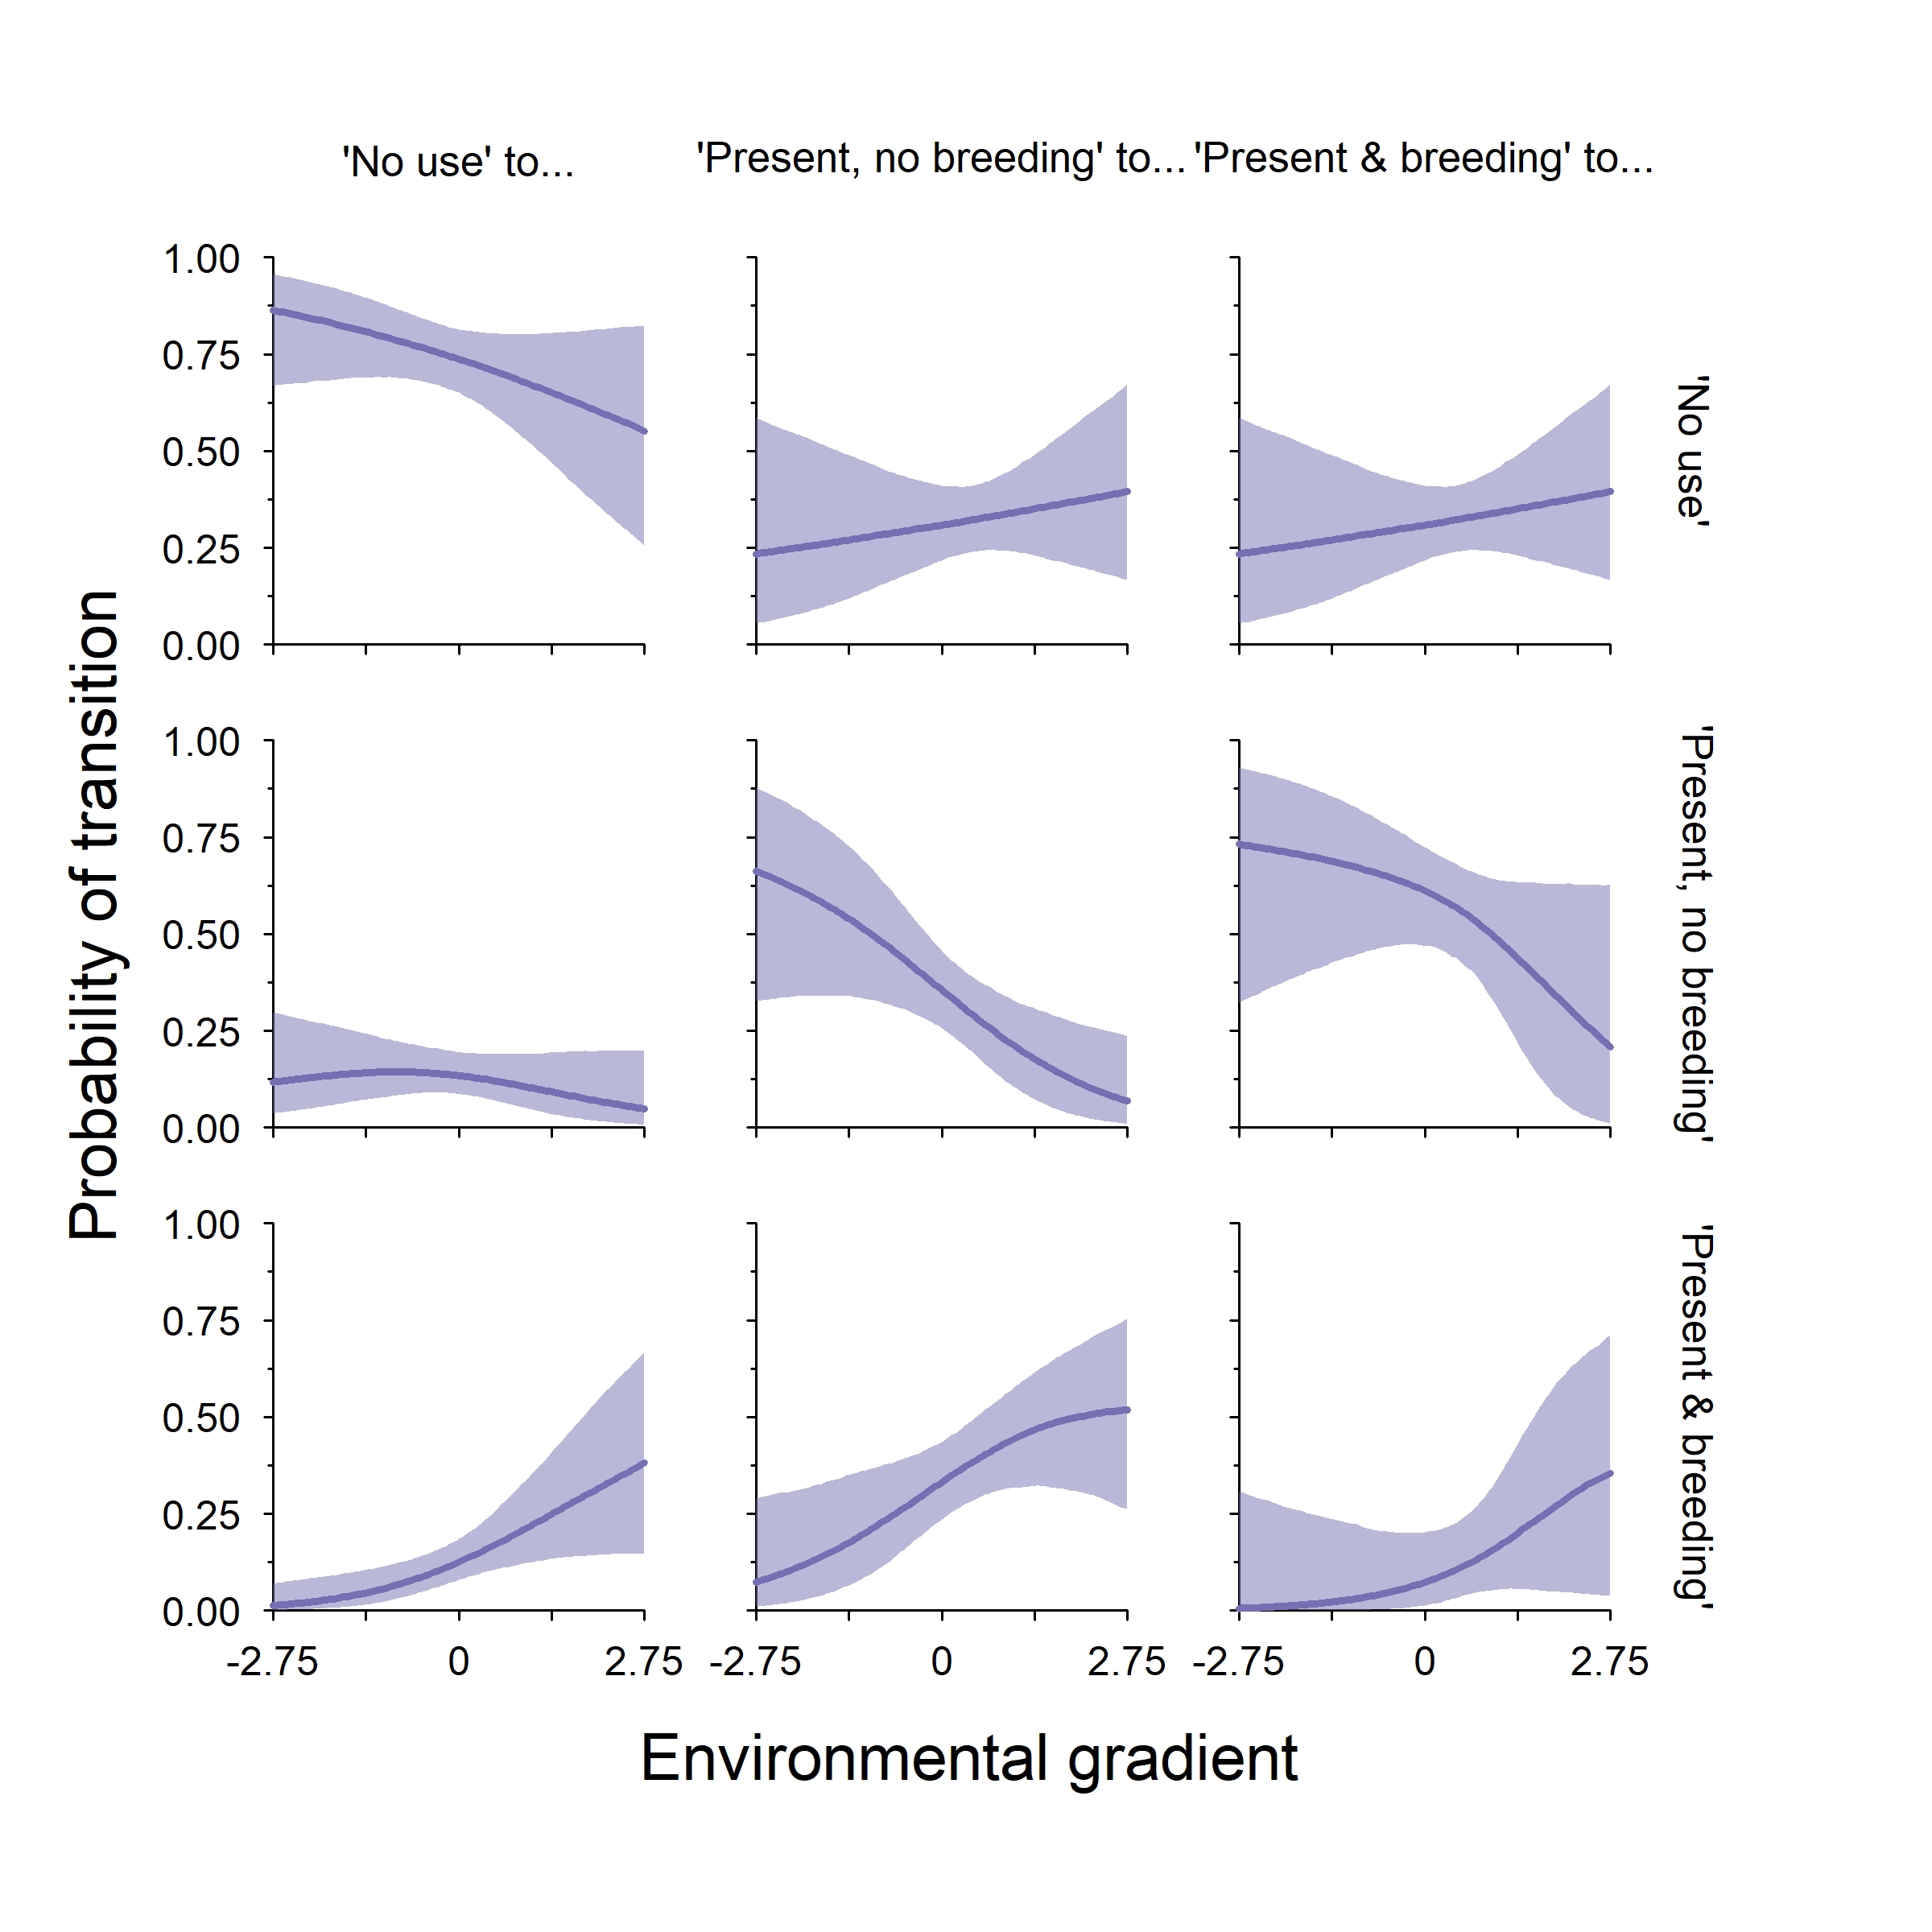 'No use' to...
'Present, no breeding' to...
'Present & breeding' to...
1.00
0.75
0.50
0.25
0.00
'No use'
1.00
0.75
0.50
0.25
0.00
'Present, no breeding'
1.00
0.75
0.50
0.25
0.00
'Present & breeding'
-2.75 0 2.75
-2.75 0 2.75
-2.75 0 2.75
Probability of transition
Environmental gradient